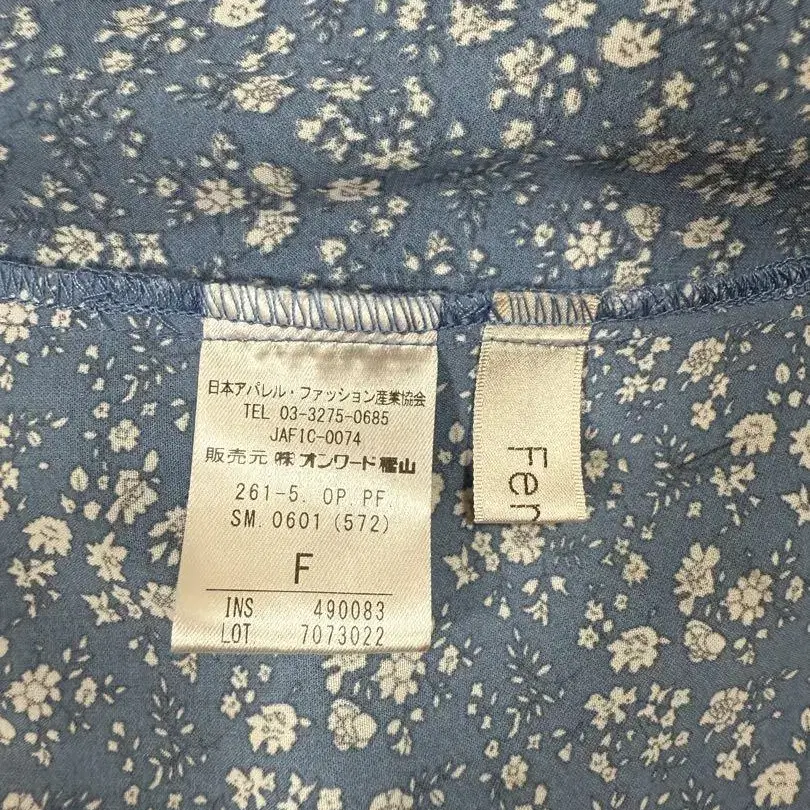 日本アパレル・ファッション産業協会
TEL 03-3275-0685
JAFIC-0074
販売元 ㈱オンワード樫山
261-5. OP. PF.
SM. 0601 (572)
F
INS 490083
LOT 7073022
Fer